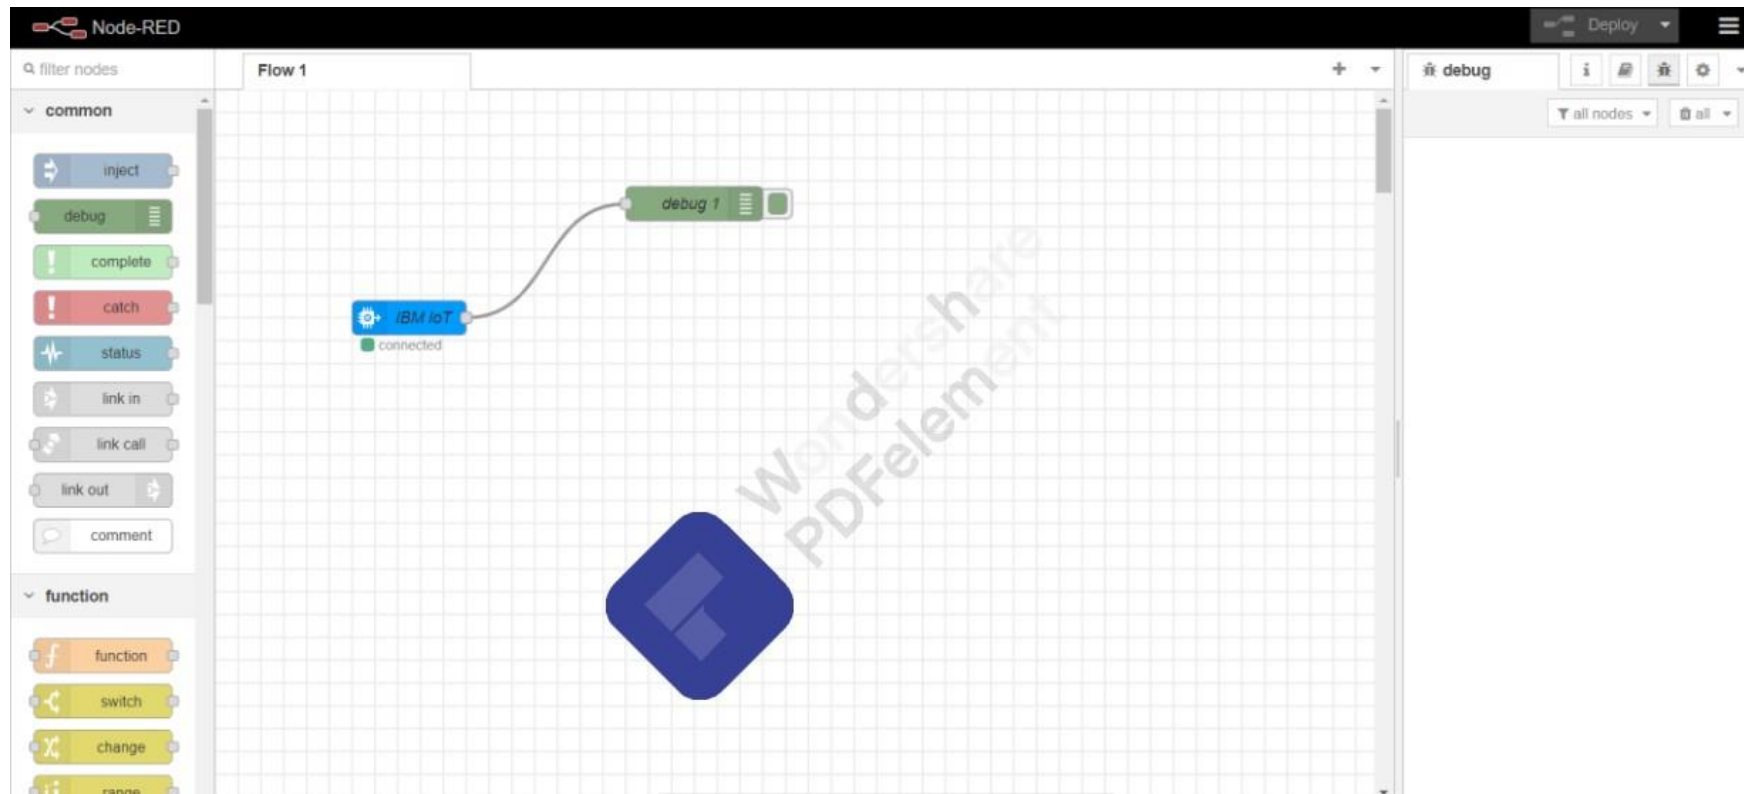 Node-RED
Deploy
filter nodes
Flow 1
debug
i
all nodes
all
common
inject
debug
complete
catch
status
link in
link call
link out
comment
function
function
switch
change
range
debug 1
IBM IoT
connected
Wondershare
PDFelement